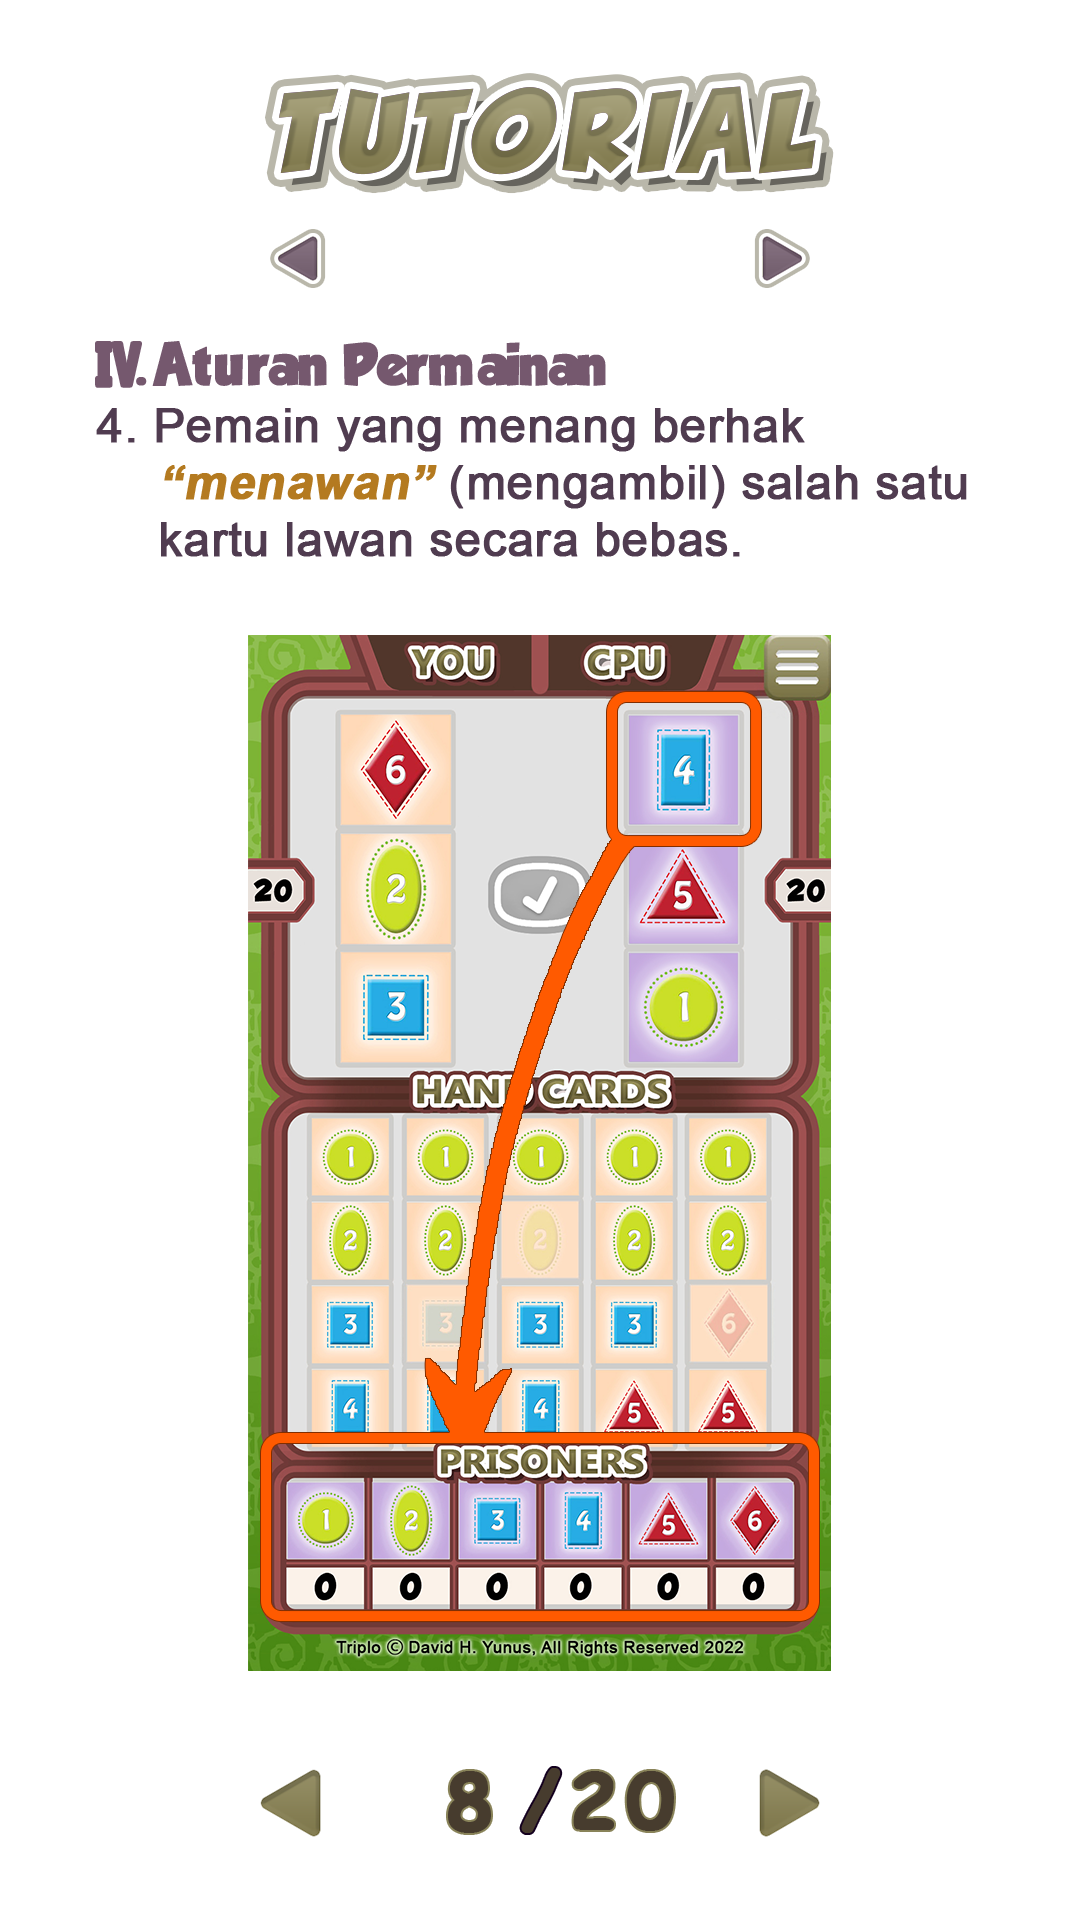 TUTORIAL
IV. Aturan Permainan
4. Pemain yang menang berhak
“menawan” (mengambil) salah satu
kartu lawan secara bebas.
YOU CPU
6 4
2 5
20 20
3 1
HAND CARDS
1 1 1 1 1
2 2 2 2 2
3 3 3 3 6
4 4 5 5
PRISONERS
1 2 3 4 5 6
0 0 0 0 0 0
Triplo © David H. Yunus, All Rights Reserved 2022
8 / 20